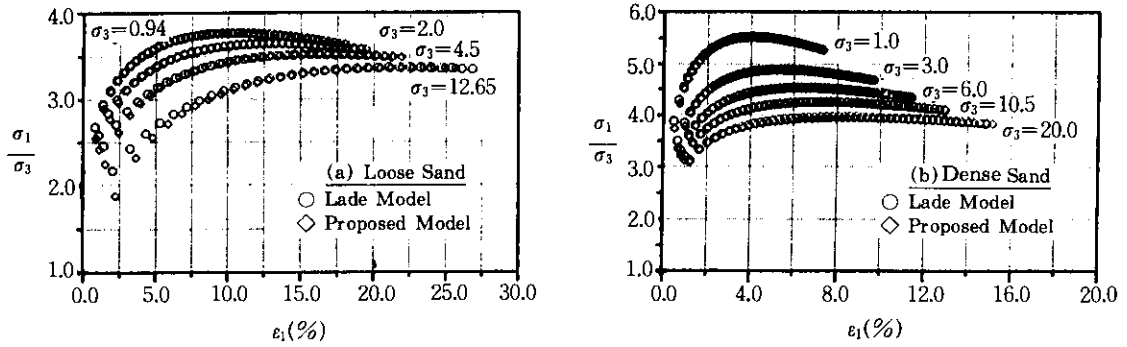 4.0
σ₃=0.94
σ₃=2.0
σ₃=4.5
σ₃=12.65
3.0
σ₁
σ₃
2.0
1.0
(a) Loose Sand
○ Lade Model
◇ Proposed Model
0.0 5.0 10.0 15.0 20.0 25.0 30.0
ε₁(%)
6.0
σ₃=1.0
5.0
σ₃=3.0
σ₃=6.0
σ₃=10.5
σ₃=20.0
4.0
σ₁
σ₃
3.0
2.0
1.0
(b) Dense Sand
○ Lade Model
◇ Proposed Model
0.0 4.0 8.0 12.0 16.0 20.0
ε₁(%)